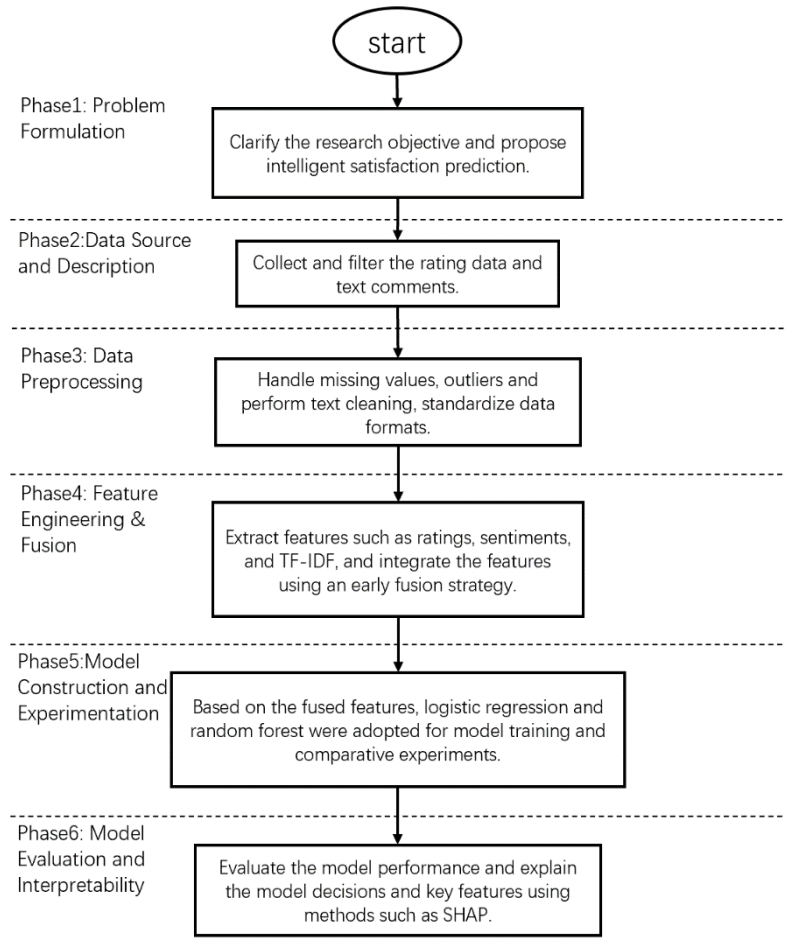 start
Phase1: Problem
Formulation
Clarify the research objective and propose
intelligent satisfaction prediction.
Phase2:Data Source
and Description
Collect and filter the rating data and
text comments.
Phase3: Data
Preprocessing
Handle missing values, outliers and
perform text cleaning, standardize data
formats.
Phase4: Feature
Engineering &
Fusion
Extract features such as ratings, sentiments,
and TF-IDF, and integrate the features
using an early fusion strategy.
Phase5:Model
Construction and
Experimentation
Based on the fused features, logistic regression and
random forest were adopted for model training and
comparative experiments.
Phase6: Model
Evaluation and
Interpretability
Evaluate the model performance and explain
the model decisions and key features using
methods such as SHAP.